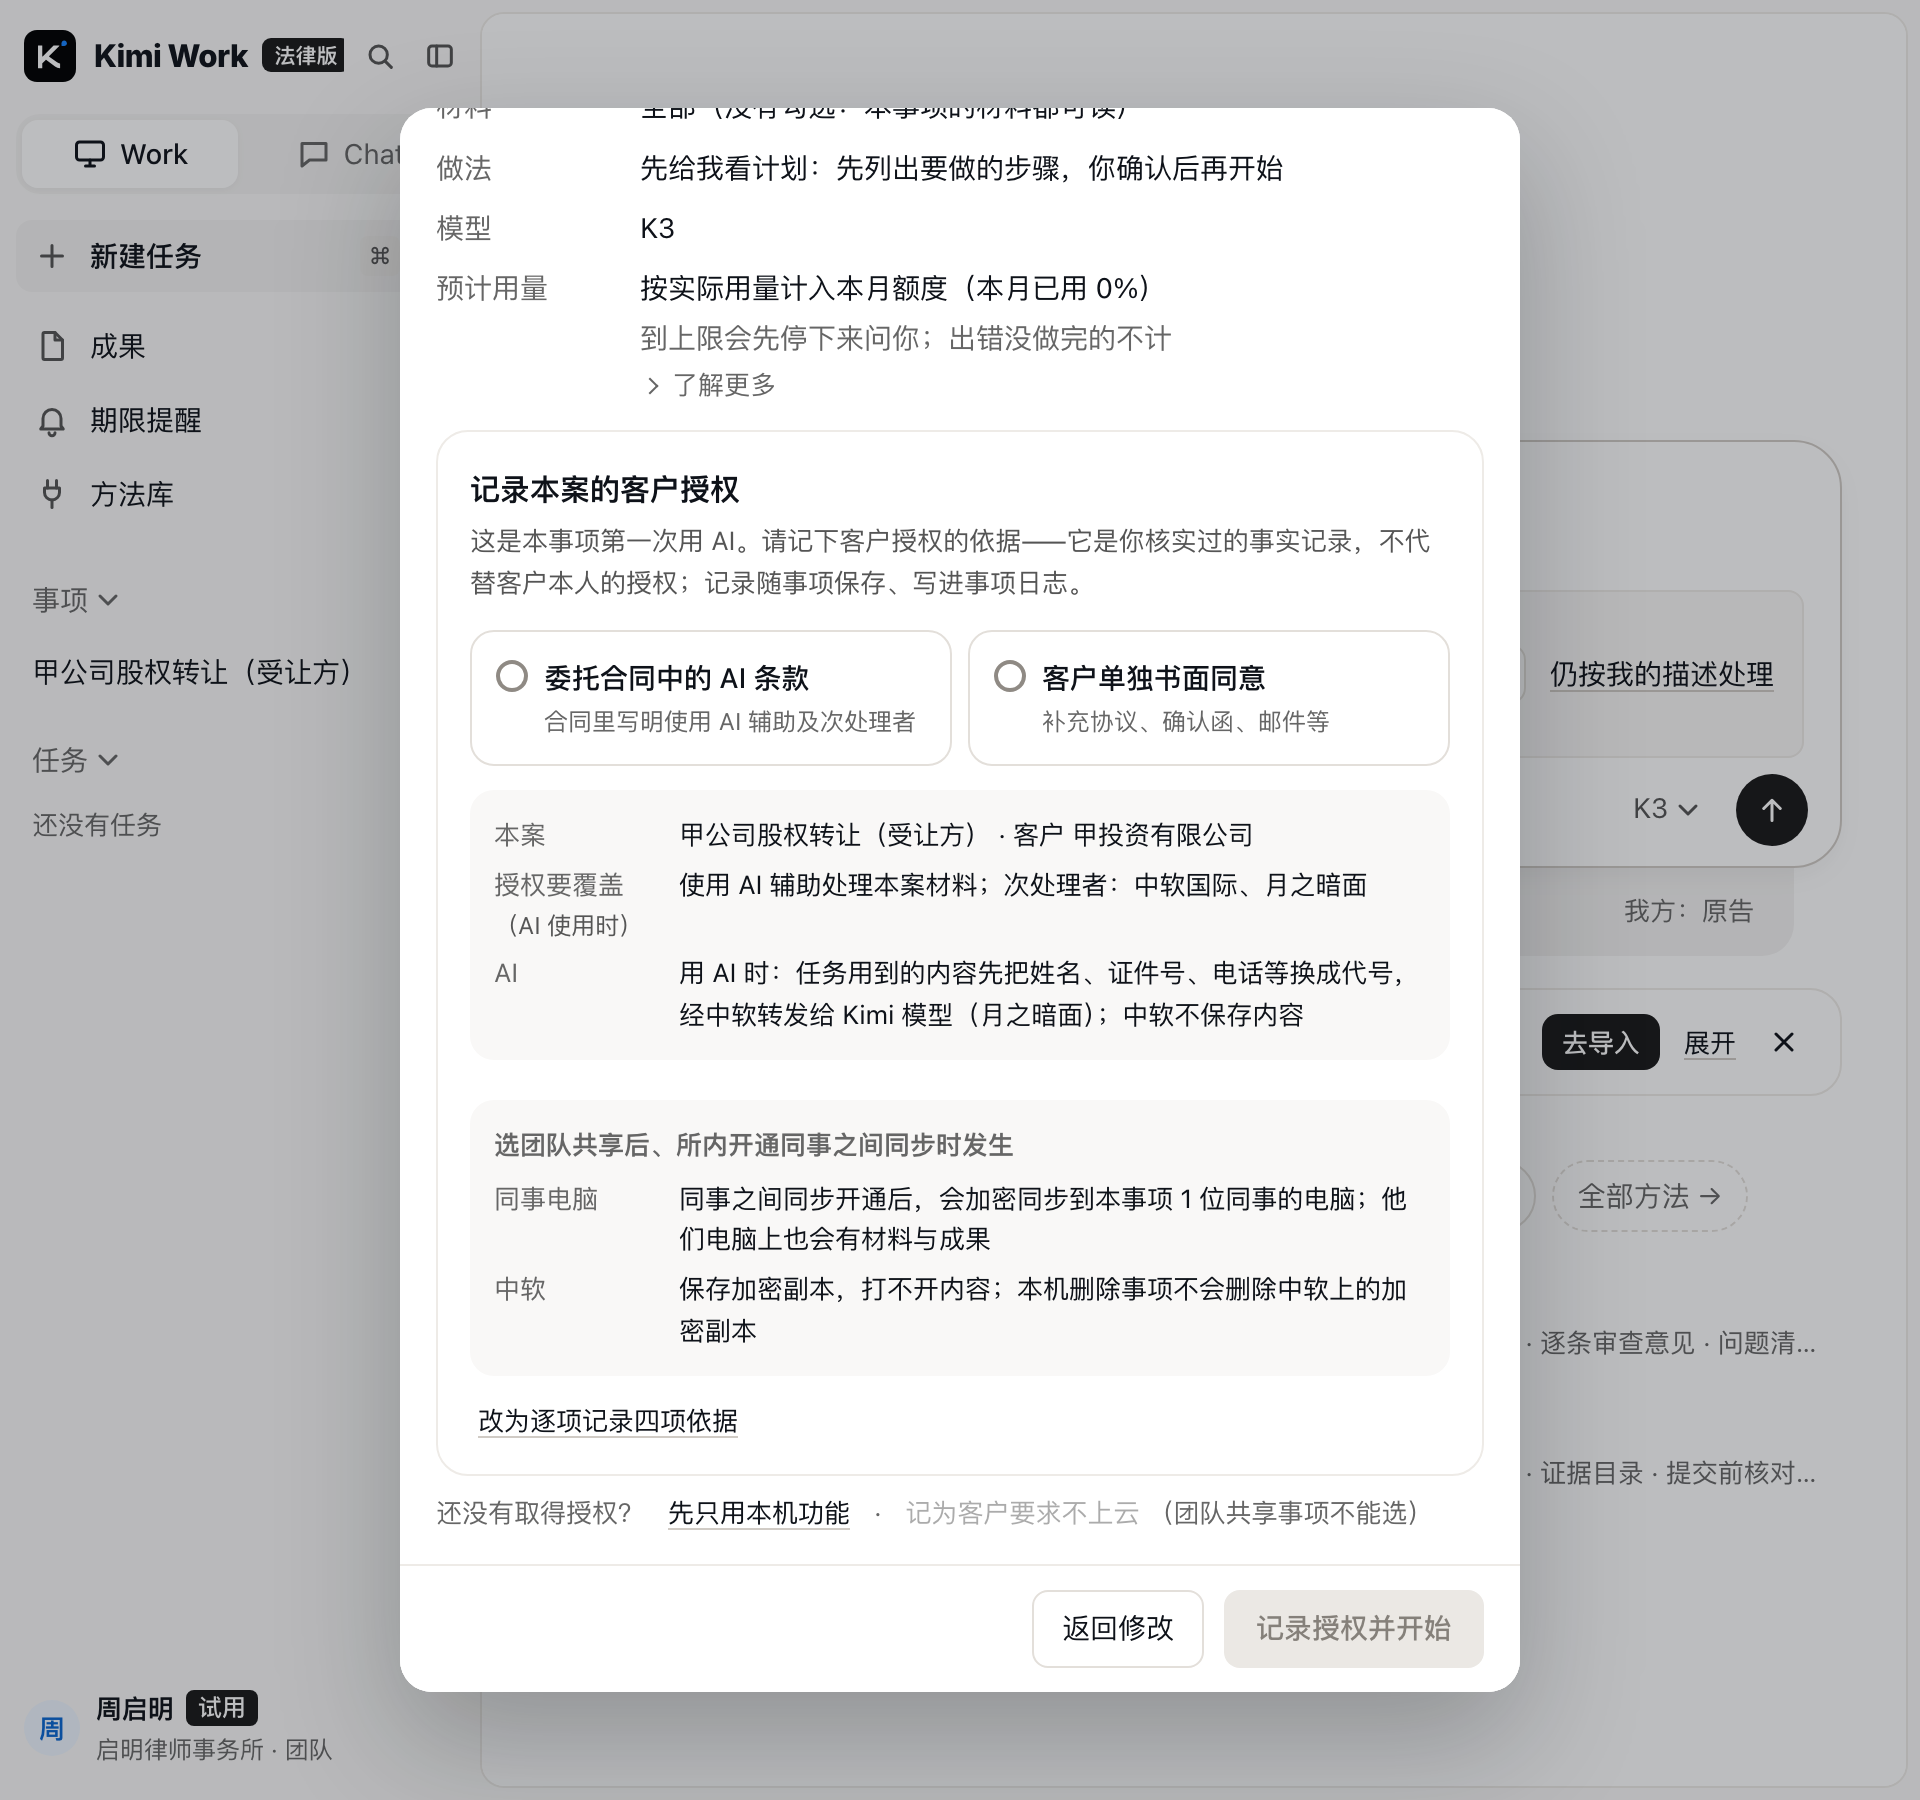 Kimi Work 法律版
Work
Chat
新建任务 ⌘
成果
期限提醒
方法库
事项
甲公司股权转让（受让方）
任务
还没有任务
周 周启明 试用
启明律师事务所 · 团队
材料 全部（没有勾选：本事项的材料都可读）
做法 先给我看计划：先列出要做的步骤，你确认后再开始
模型 K3
预计用量 按实际用量计入本月额度（本月已用 0%）
到上限会先停下来问你；出错没做完的不计
了解更多
记录本案的客户授权
这是本事项第一次用 AI。请记下客户授权的依据——它是你核实过的事实记录，不代
替客户本人的授权；记录随事项保存、写进事项日志。
委托合同中的 AI 条款
合同里写明使用 AI 辅助及次处理者
客户单独书面同意
补充协议、确认函、邮件等
本案 甲公司股权转让（受让方） · 客户 甲投资有限公司
授权要覆盖 使用 AI 辅助处理本案材料；次处理者：中软国际、月之暗面
（AI 使用时）
AI 用 AI 时：任务用到的内容先把姓名、证件号、电话等换成代号，
经中软转发给 Kimi 模型（月之暗面）；中软不保存内容
选团队共享后、所内开通同事之间同步时发生
同事电脑 同事之间同步开通后，会加密同步到本事项 1 位同事的电脑；他
们电脑上也会有材料与成果
中软 保存加密副本，打不开内容；本机删除事项不会删除中软上的加
密副本
改为逐项记录四项依据
还没有取得授权？ 先只用本机功能 · 记为客户要求不上云 （团队共享事项不能选）
返回修改
记录授权并开始
仍按我的描述处理
K3
我方：原告
去导入 展开
全部方法 →
· 逐条审查意见 · 问题清...
· 证据目录 · 提交前核对...